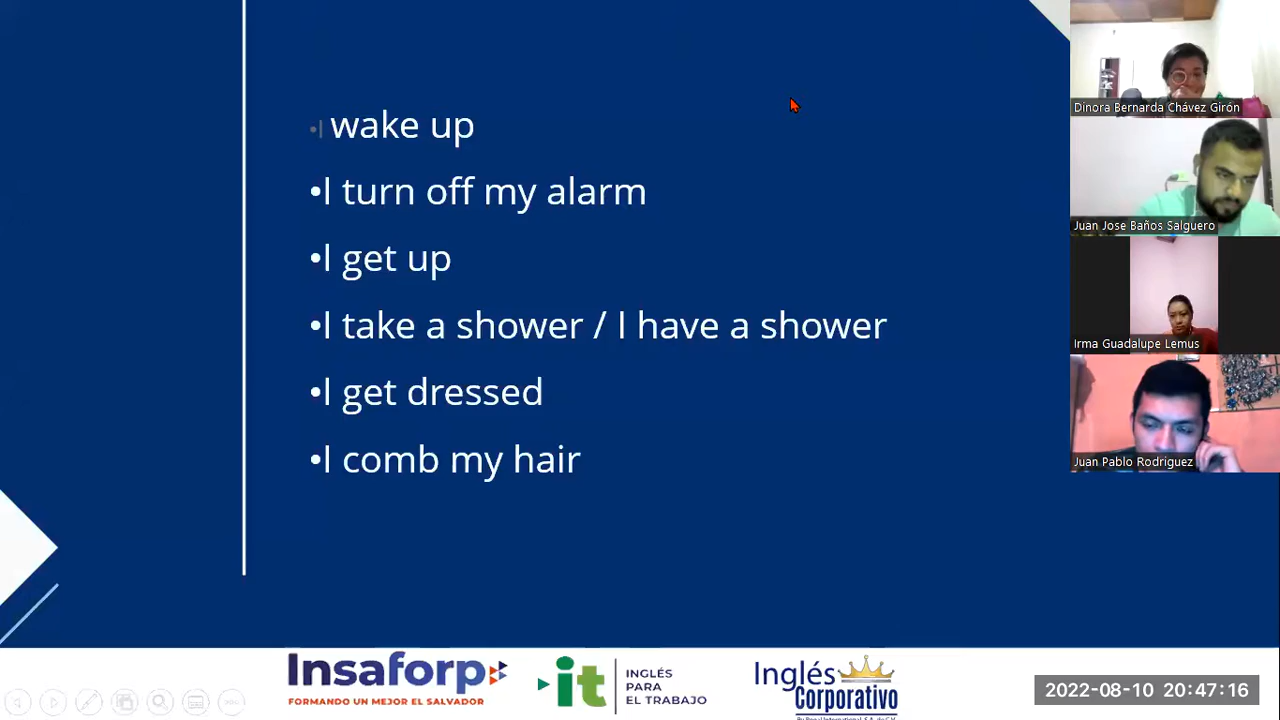 •I wake up
•I turn off my alarm
•I get up
•I take a shower / I have a shower
•I get dressed
•I comb my hair
Dinora Bernarda Chávez Girón
Juan Jose Baños Salguero
Irma Guadalupe Lemus
Juan Pablo Rodriguez
Insaforp
FORMANDO UN MEJOR EL SALVADOR
it
INGLÉS
PARA
EL TRABAJO
Inglés
Corporativo
2022-08-10 20:47:16